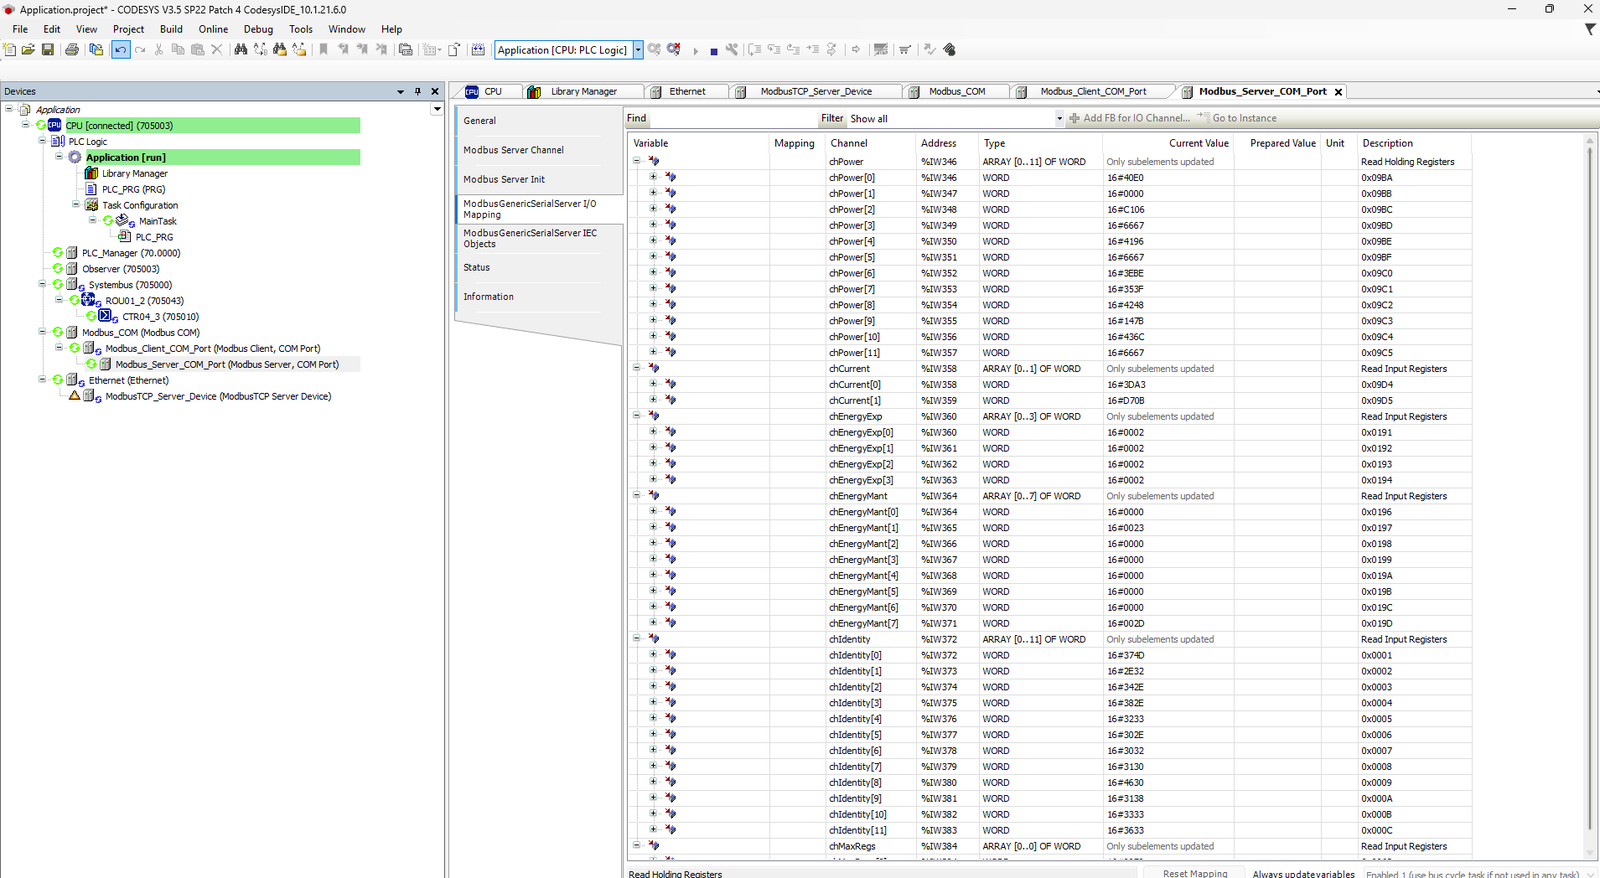 Application.project* - CODESYS V3.5 SP22 Patch 4 CodesysIDE_10.1.21.6.0
File Edit View Project Build Online Debug Tools Window Help
Application [CPU: PLC Logic]
Devices
Application
CPU [connected] (705003)
PLC Logic
Application [run]
Library Manager
PLC_PRG (PRG)
Task Configuration
MainTask
PLC_PRG
PLC_Manager (70.0000)
Observer (705003)
Systembus (705000)
ROU01_2 (705043)
CTR04_3 (705010)
Modbus_COM (Modbus COM)
Modbus_Client_COM_Port (Modbus Client, COM Port)
Modbus_Server_COM_Port (Modbus Server, COM Port)
Ethernet (Ethernet)
ModbusTCP_Server_Device (ModbusTCP Server Device)
CPU Library Manager Ethernet ModbusTCP_Server_Device Modbus_COM Modbus_Client_COM_Port Modbus_Server_COM_Port
General
Modbus Server Channel
Modbus Server Init
ModbusGenericSerialServer I/O
Mapping
ModbusGenericSerialServer IEC
Objects
Status
Information
Find Filter Show all Add FB for IO Channel... Go to Instance
Variable Mapping Channel Address Type Current Value Prepared Value Unit Description
chPower %IW346 ARRAY [0..11] OF WORD Only subelements updated Read Holding Registers
chPower[0] %IW346 WORD 16#40E0 0x09BA
chPower[1] %IW347 WORD 16#0000 0x09BB
chPower[2] %IW348 WORD 16#C106 0x09BC
chPower[3] %IW349 WORD 16#6667 0x09BD
chPower[4] %IW350 WORD 16#4196 0x09BE
chPower[5] %IW351 WORD 16#6667 0x09BF
chPower[6] %IW352 WORD 16#3EBE 0x09C0
chPower[7] %IW353 WORD 16#353F 0x09C1
chPower[8] %IW354 WORD 16#4248 0x09C2
chPower[9] %IW355 WORD 16#147B 0x09C3
chPower[10] %IW356 WORD 16#436C 0x09C4
chPower[11] %IW357 WORD 16#6667 0x09C5
chCurrent %IW358 ARRAY [0..1] OF WORD Only subelements updated Read Input Registers
chCurrent[0] %IW358 WORD 16#3DA3 0x09D4
chCurrent[1] %IW359 WORD 16#D70B 0x09D5
chEnergyExp %IW360 ARRAY [0..3] OF WORD Only subelements updated Read Input Registers
chEnergyExp[0] %IW360 WORD 16#0002 0x0191
chEnergyExp[1] %IW361 WORD 16#0002 0x0192
chEnergyExp[2] %IW362 WORD 16#0002 0x0193
chEnergyExp[3] %IW363 WORD 16#0002 0x0194
chEnergyMant %IW364 ARRAY [0..7] OF WORD Only subelements updated Read Input Registers
chEnergyMant[0] %IW364 WORD 16#0000 0x0196
chEnergyMant[1] %IW365 WORD 16#0023 0x0197
chEnergyMant[2] %IW366 WORD 16#0000 0x0198
chEnergyMant[3] %IW367 WORD 16#0000 0x0199
chEnergyMant[4] %IW368 WORD 16#0000 0x019A
chEnergyMant[5] %IW369 WORD 16#0000 0x019B
chEnergyMant[6] %IW370 WORD 16#0000 0x019C
chEnergyMant[7] %IW371 WORD 16#002D 0x019D
chIdentity %IW372 ARRAY [0..11] OF WORD Only subelements updated Read Input Registers
chIdentity[0] %IW372 WORD 16#374D 0x0001
chIdentity[1] %IW373 WORD 16#2E32 0x0002
chIdentity[2] %IW374 WORD 16#342E 0x0003
chIdentity[3] %IW375 WORD 16#382E 0x0004
chIdentity[4] %IW376 WORD 16#3233 0x0005
chIdentity[5] %IW377 WORD 16#302E 0x0006
chIdentity[6] %IW378 WORD 16#3032 0x0007
chIdentity[7] %IW379 WORD 16#3130 0x0008
chIdentity[8] %IW380 WORD 16#4630 0x0009
chIdentity[9] %IW381 WORD 16#3138 0x000A
chIdentity[10] %IW382 WORD 16#3333 0x000B
chIdentity[11] %IW383 WORD 16#3633 0x000C
chMaxRegs %IW384 ARRAY [0..0] OF WORD Only subelements updated Read Input Registers
Read Holding Registers Reset Mapping Always update variables Enabled 1 (use bus cycle task if not used in any task)